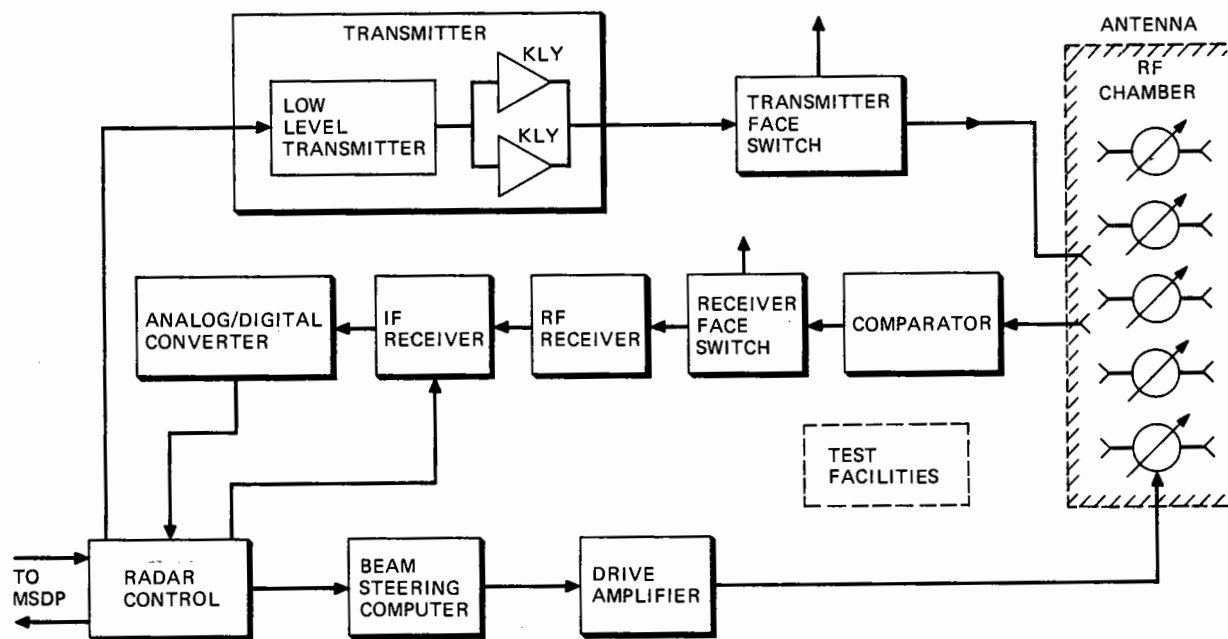 TRANSMITTER
KLY
LOW
LEVEL
TRANSMITTER
KLY
TRANSMITTER
FACE
SWITCH
ANTENNA
RF
CHAMBER
ANALOG/DIGITAL
CONVERTER
IF
RECEIVER
RF
RECEIVER
RECEIVER
FACE
SWITCH
COMPARATOR
TEST
FACILITIES
TO
MSDP
RADAR
CONTROL
BEAM
STEERING
COMPUTER
DRIVE
AMPLIFIER